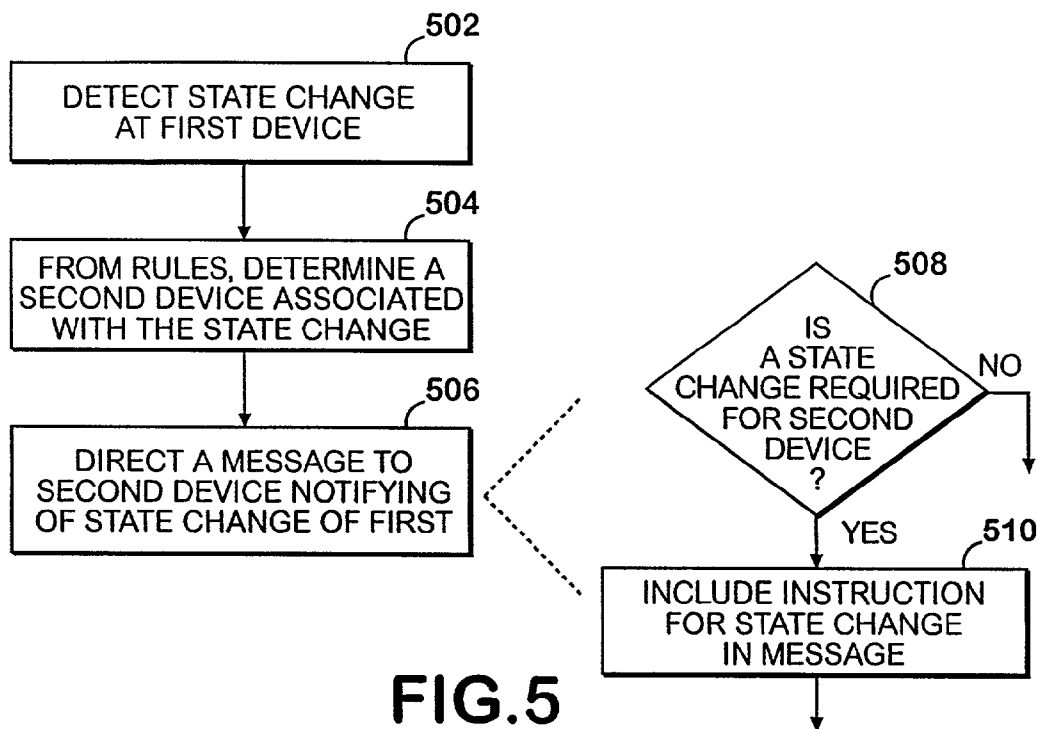 502
DETECT STATE CHANGE
AT FIRST DEVICE
504
FROM RULES, DETERMINE A
SECOND DEVICE ASSOCIATED
WITH THE STATE CHANGE
506
DIRECT A MESSAGE TO
SECOND DEVICE NOTIFYING
OF STATE CHANGE OF FIRST
508
IS
A STATE
CHANGE REQUIRED
FOR SECOND
DEVICE
?
NO
YES
510
INCLUDE INSTRUCTION
FOR STATE CHANGE
IN MESSAGE
FIG.5